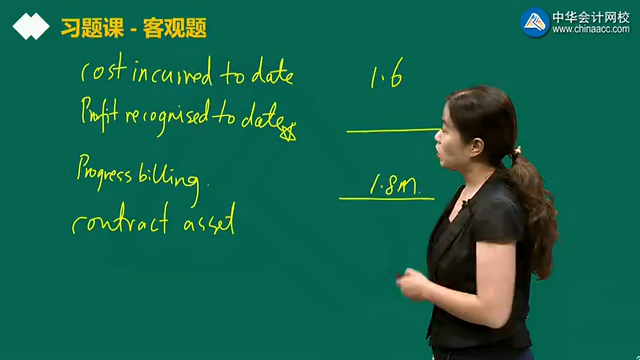 习题课 - 客观题
中华会计网校
www.chinaacc.com
cost incurred to date 1.6
Profit recognised to date
Progress billing. 1.8m.
contract asset